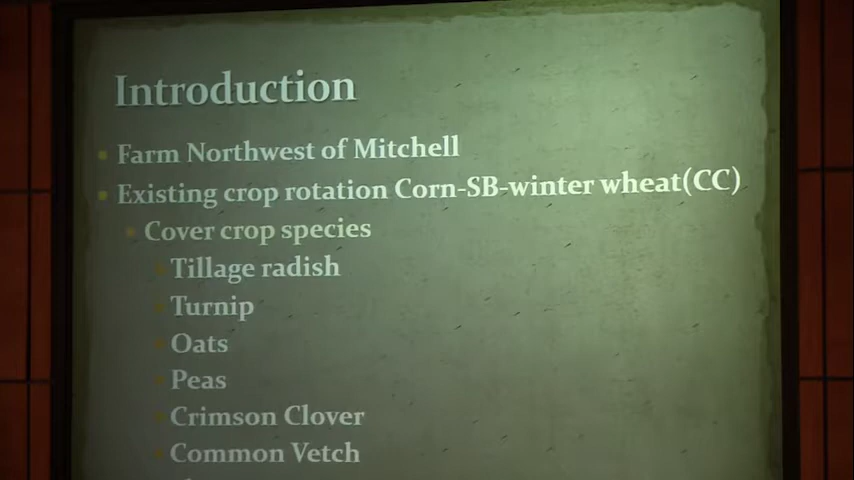 Introduction
Farm Northwest of Mitchell
Existing crop rotation Corn-SB-winter wheat(CC)
Cover crop species
Tillage radish
Turnip
Oats
Peas
Crimson Clover
Common Vetch